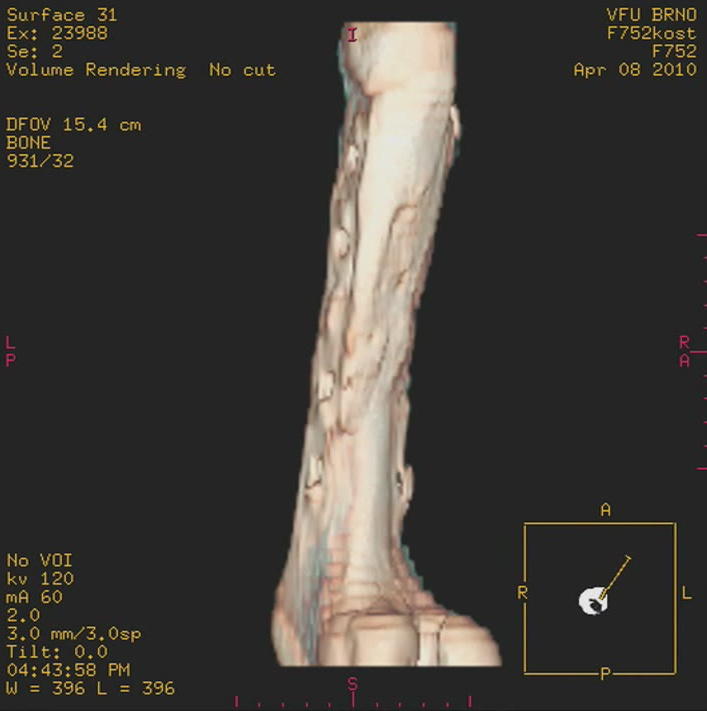 Surface 31
Ex: 23988
Se: 2
Volume Rendering No cut
VFU BRNO
F752kost
F752
Apr 08 2010
I
DFOV 15.4 cm
BONE
931/32
L
P
R
A
No VOI
kv 120
mA 60
2.0
3.0 mm/3.0sp
Tilt: 0.0
04:43:58 PM
W = 396 L = 396
S
A
R
L
P